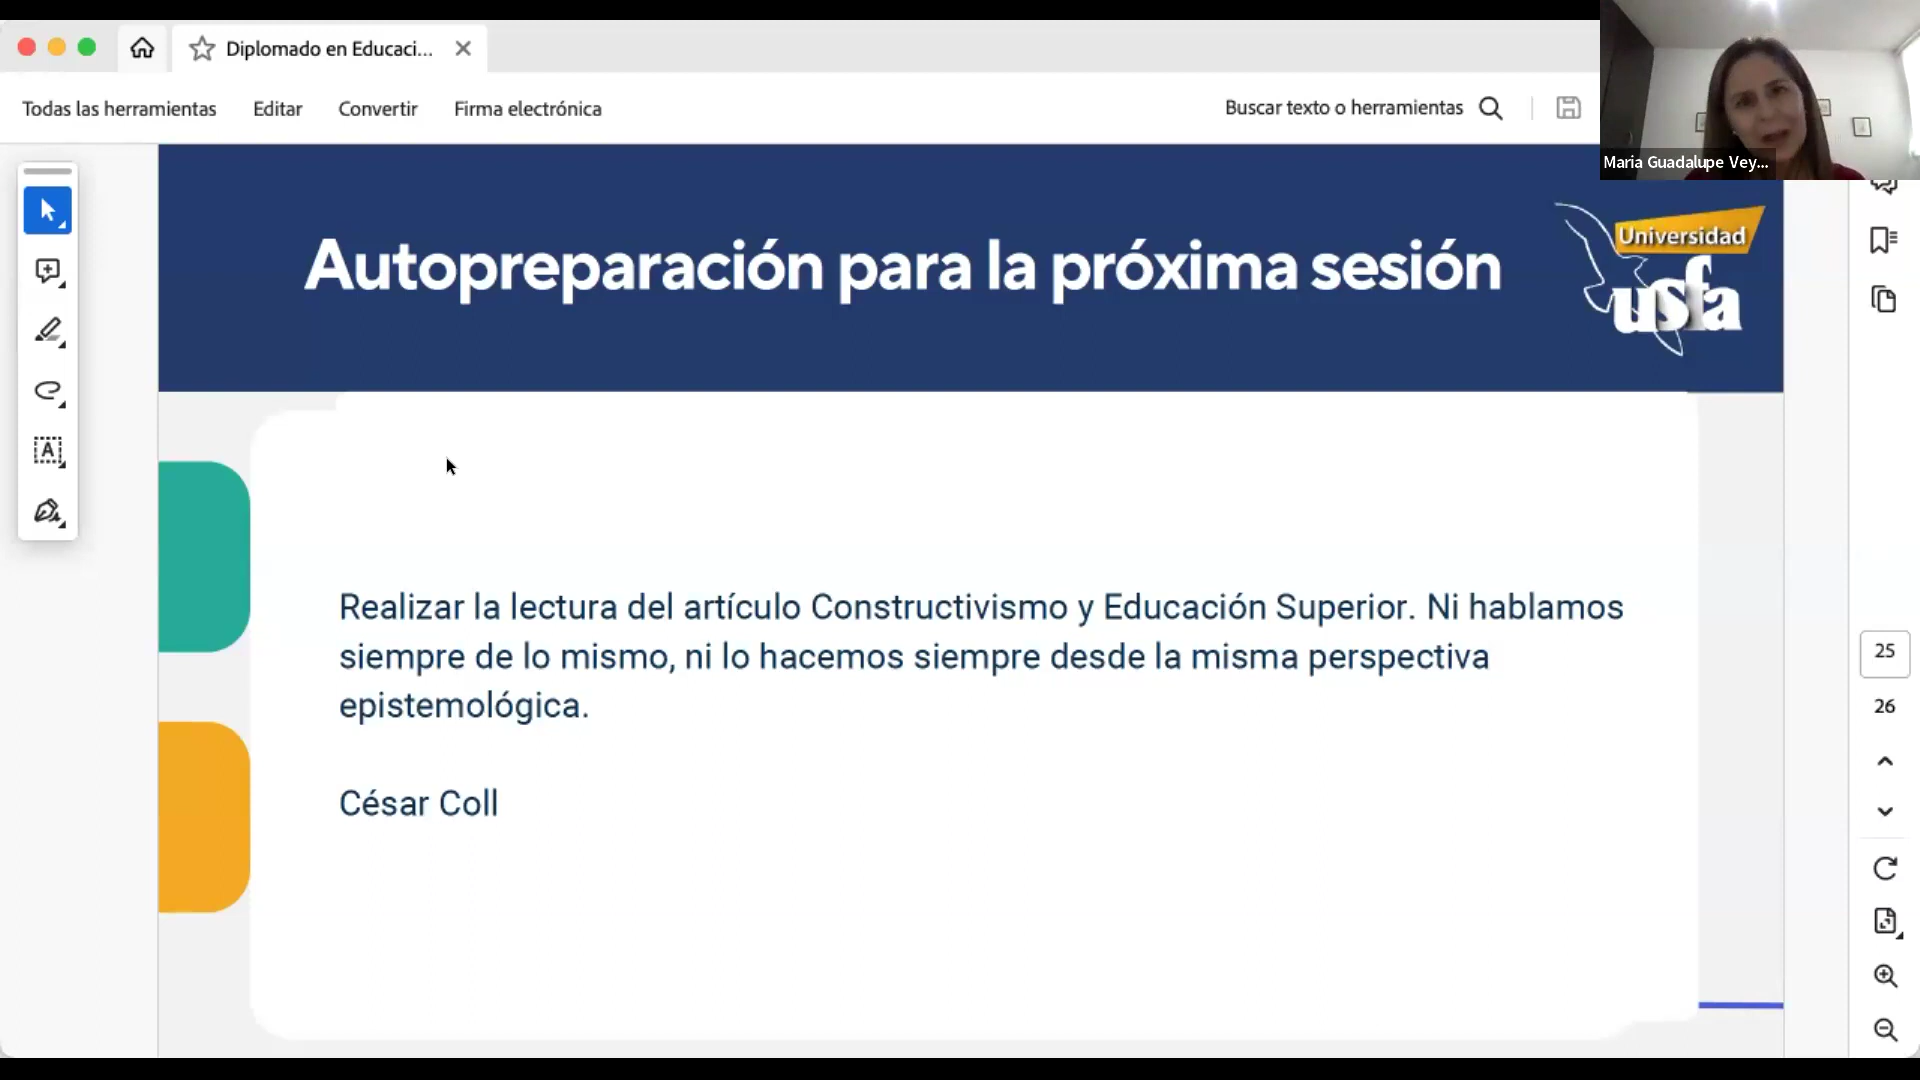 Diplomado en Educaci...
Todas las herramientas
Editar
Convertir
Firma electrónica
Buscar texto o herramientas
Maria Guadalupe Vey...
Autopreparación para la próxima sesión
Universidad
usfa
Realizar la lectura del artículo Constructivismo y Educación Superior. Ni hablamos
siempre de lo mismo, ni lo hacemos siempre desde la misma perspectiva
epistemológica.
César Coll
25
26